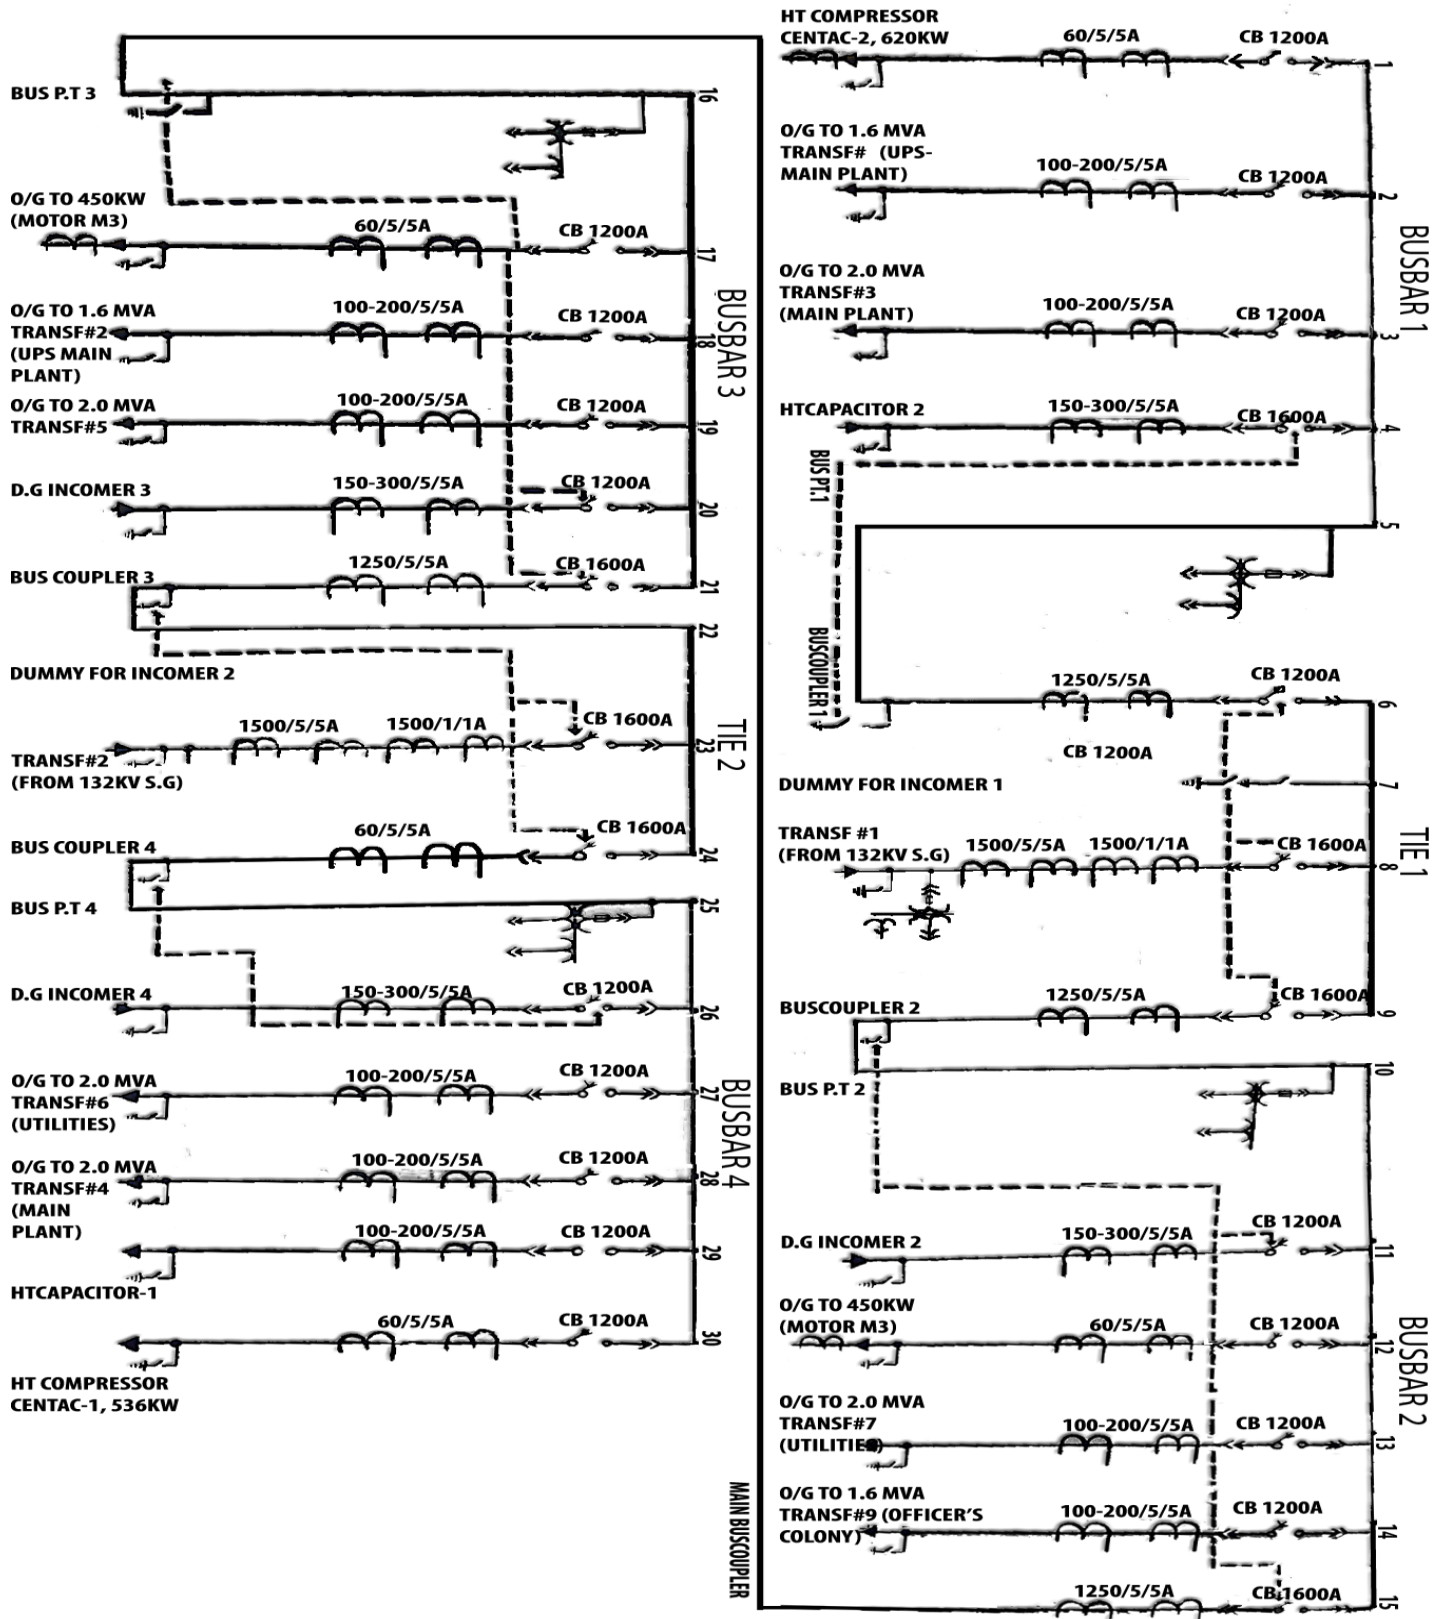 BUS P.T 3
16
O/G TO 450KW
(MOTOR M3)
60/5/5A
CB 1200A
17
O/G TO 1.6 MVA
TRANSF#2
(UPS MAIN
PLANT)
100-200/5/5A
CB 1200A
18
BUSBAR 3
O/G TO 2.0 MVA
TRANSF#5
100-200/5/5A
CB 1200A
19
D.G INCOMER 3
150-300/5/5A
CB 1200A
20
BUS COUPLER 3
1250/5/5A
CB 1600A
21
22
DUMMY FOR INCOMER 2
TRANSF#2
(FROM 132KV S.G)
1500/5/5A
1500/1/1A
CB 1600A
23
TIE 2
BUS COUPLER 4
60/5/5A
CB 1600A
24
BUS P.T 4
25
D.G INCOMER 4
150-300/5/5A
CB 1200A
26
O/G TO 2.0 MVA
TRANSF#6
(UTILITIES)
100-200/5/5A
CB 1200A
27
BUSBAR 4
O/G TO 2.0 MVA
TRANSF#4
(MAIN
PLANT)
100-200/5/5A
CB 1200A
28
100-200/5/5A
CB 1200A
29
HTCAPACITOR-1
60/5/5A
CB 1200A
30
HT COMPRESSOR
CENTAC-1, 536KW
MAIN BUSCOUPLER
HT COMPRESSOR
CENTAC-2, 620KW
60/5/5A
CB 1200A
1
O/G TO 1.6 MVA
TRANSF# (UPS-
MAIN PLANT)
100-200/5/5A
CB 1200A
2
BUSBAR 1
O/G TO 2.0 MVA
TRANSF#3
(MAIN PLANT)
100-200/5/5A
CB 1200A
3
HTCAPACITOR 2
150-300/5/5A
CB 1600A
4
BUS PT.1
5
BUSCOUPLER 1
1250/5/5A
CB 1200A
6
CB 1200A
DUMMY FOR INCOMER 1
7
TRANSF #1
(FROM 132KV S.G)
1500/5/5A
1500/1/1A
CB 1600A
8
TIE 1
BUSCOUPLER 2
1250/5/5A
CB 1600A
9
BUS P.T 2
10
D.G INCOMER 2
150-300/5/5A
CB 1200A
11
O/G TO 450KW
(MOTOR M3)
60/5/5A
CB 1200A
12
BUSBAR 2
O/G TO 2.0 MVA
TRANSF#7
(UTILITIES)
100-200/5/5A
CB 1200A
13
O/G TO 1.6 MVA
TRANSF#9 (OFFICER'S
COLONY)
100-200/5/5A
CB 1200A
14
1250/5/5A
CB 1600A
15